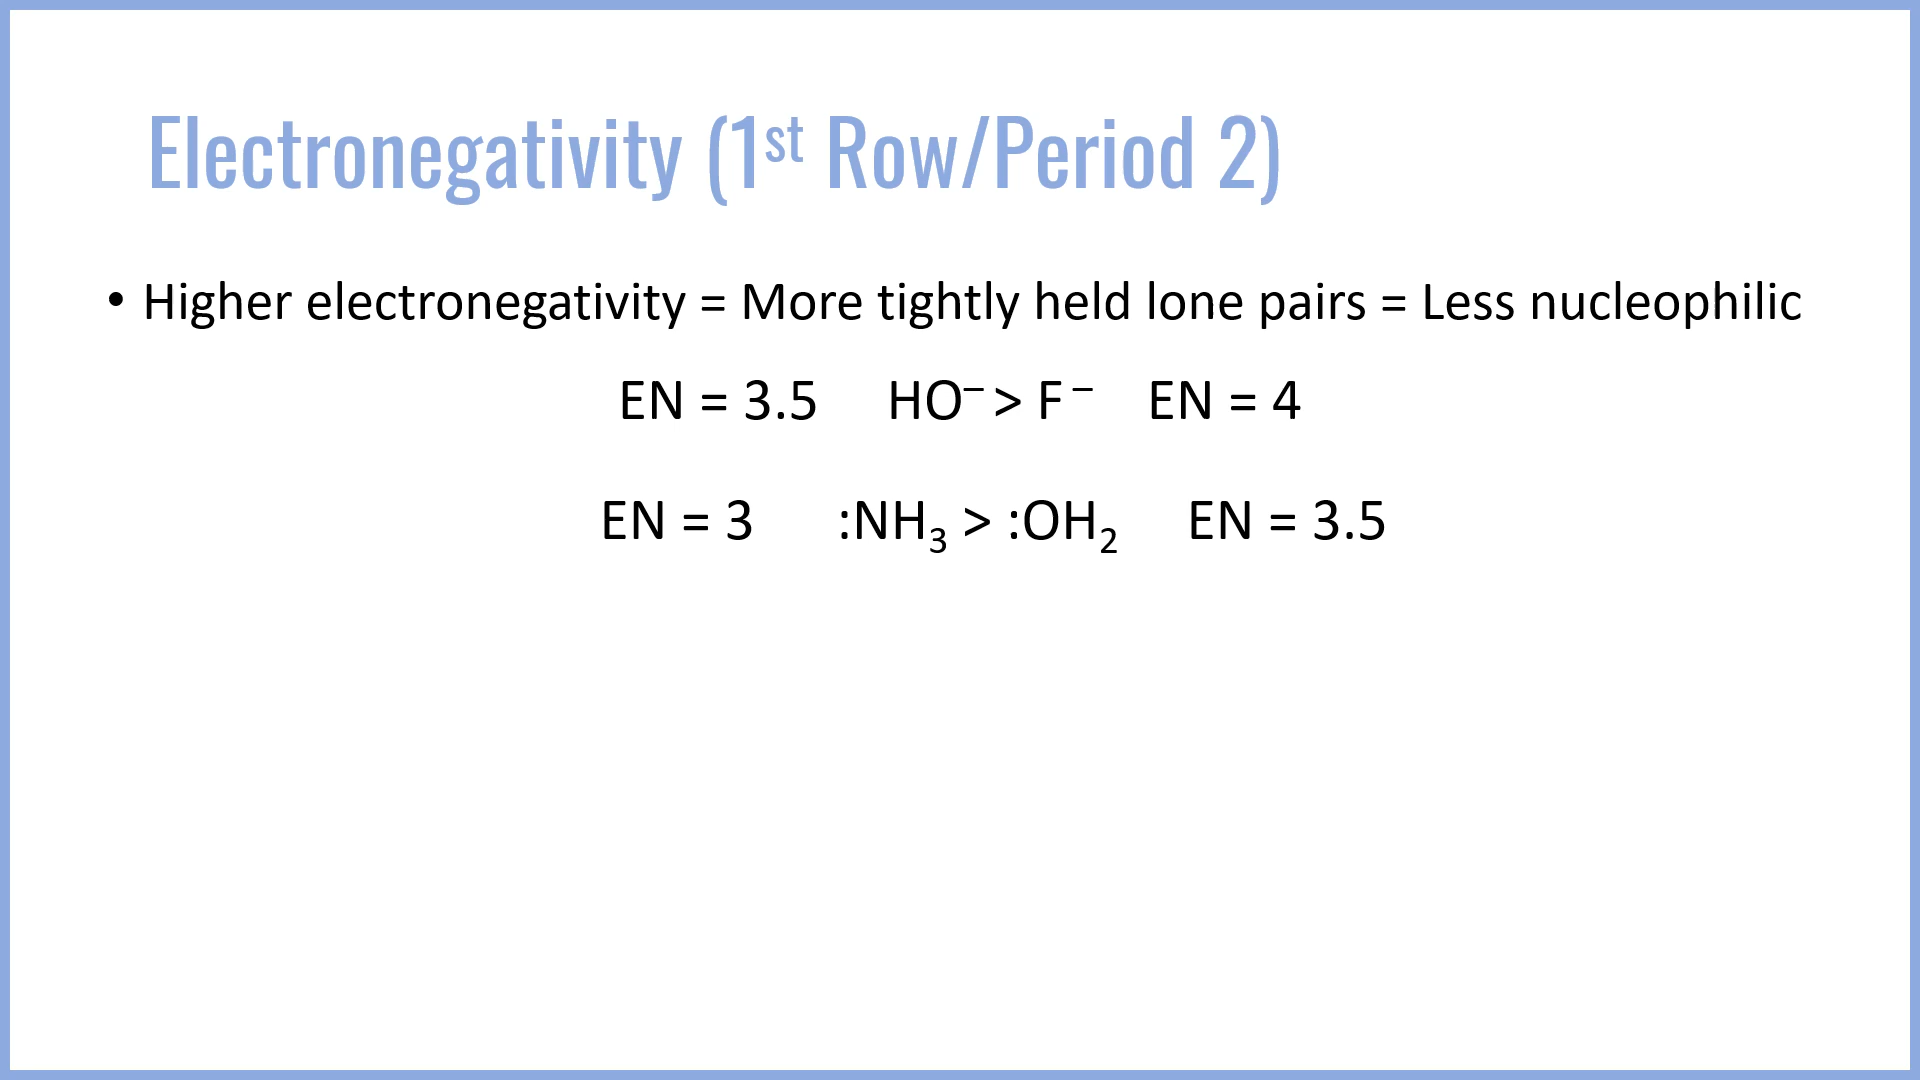 Electronegativity (1st Row/Period 2)
• Higher electronegativity = More tightly held lone pairs = Less nucleophilic
EN = 3.5 HO⁻ > F⁻ EN = 4
EN = 3 :NH₃ > :OH₂ EN = 3.5